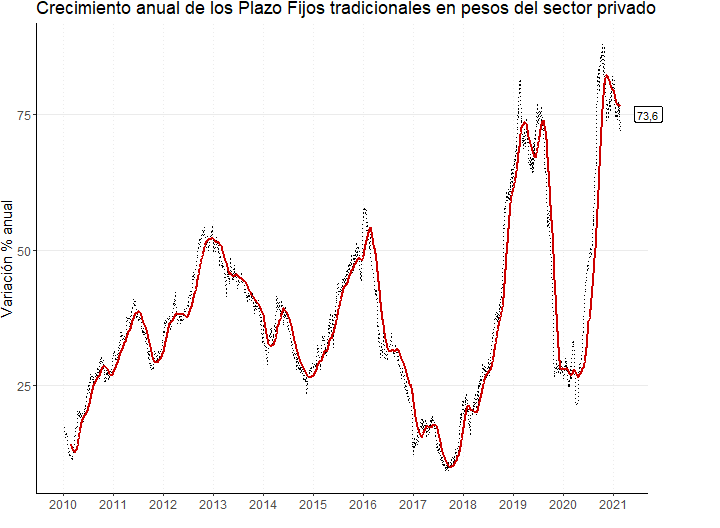 Crecimiento anual de los Plazo Fijos tradicionales en pesos del sector privado
Variación % anual
75
50
25
73,6
2010 2011 2012 2013 2014 2015 2016 2017 2018 2019 2020 2021